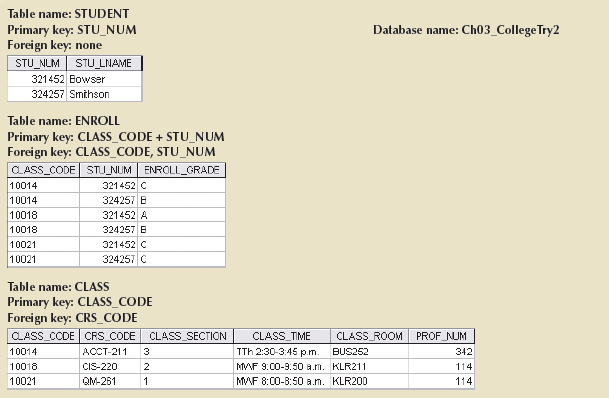 Table name: STUDENT
Primary key: STU_NUM Database name: Ch03_CollegeTry2
Foreign key: none
STU_NUM STU_LNAME
321452 Bowser
324257 Smithson
Table name: ENROLL
Primary key: CLASS_CODE + STU_NUM
Foreign key: CLASS_CODE, STU_NUM
CLASS_CODE STU_NUM ENROLL_GRADE
10014 321452 C
10014 324257 B
10018 321452 A
10018 324257 B
10021 321452 C
10021 324257 C
Table name: CLASS
Primary key: CLASS_CODE
Foreign key: CRS_CODE
CLASS_CODE CRS_CODE CLASS_SECTION CLASS_TIME CLASS_ROOM PROF_NUM
10014 ACCT-211 3 TTh 2:30-3:45 p.m. BUS252 342
10018 CIS-220 2 MWF 9:00-9:50 a.m. KLR211 114
10021 QM-261 1 MWF 8:00-8:50 a.m. KLR200 114